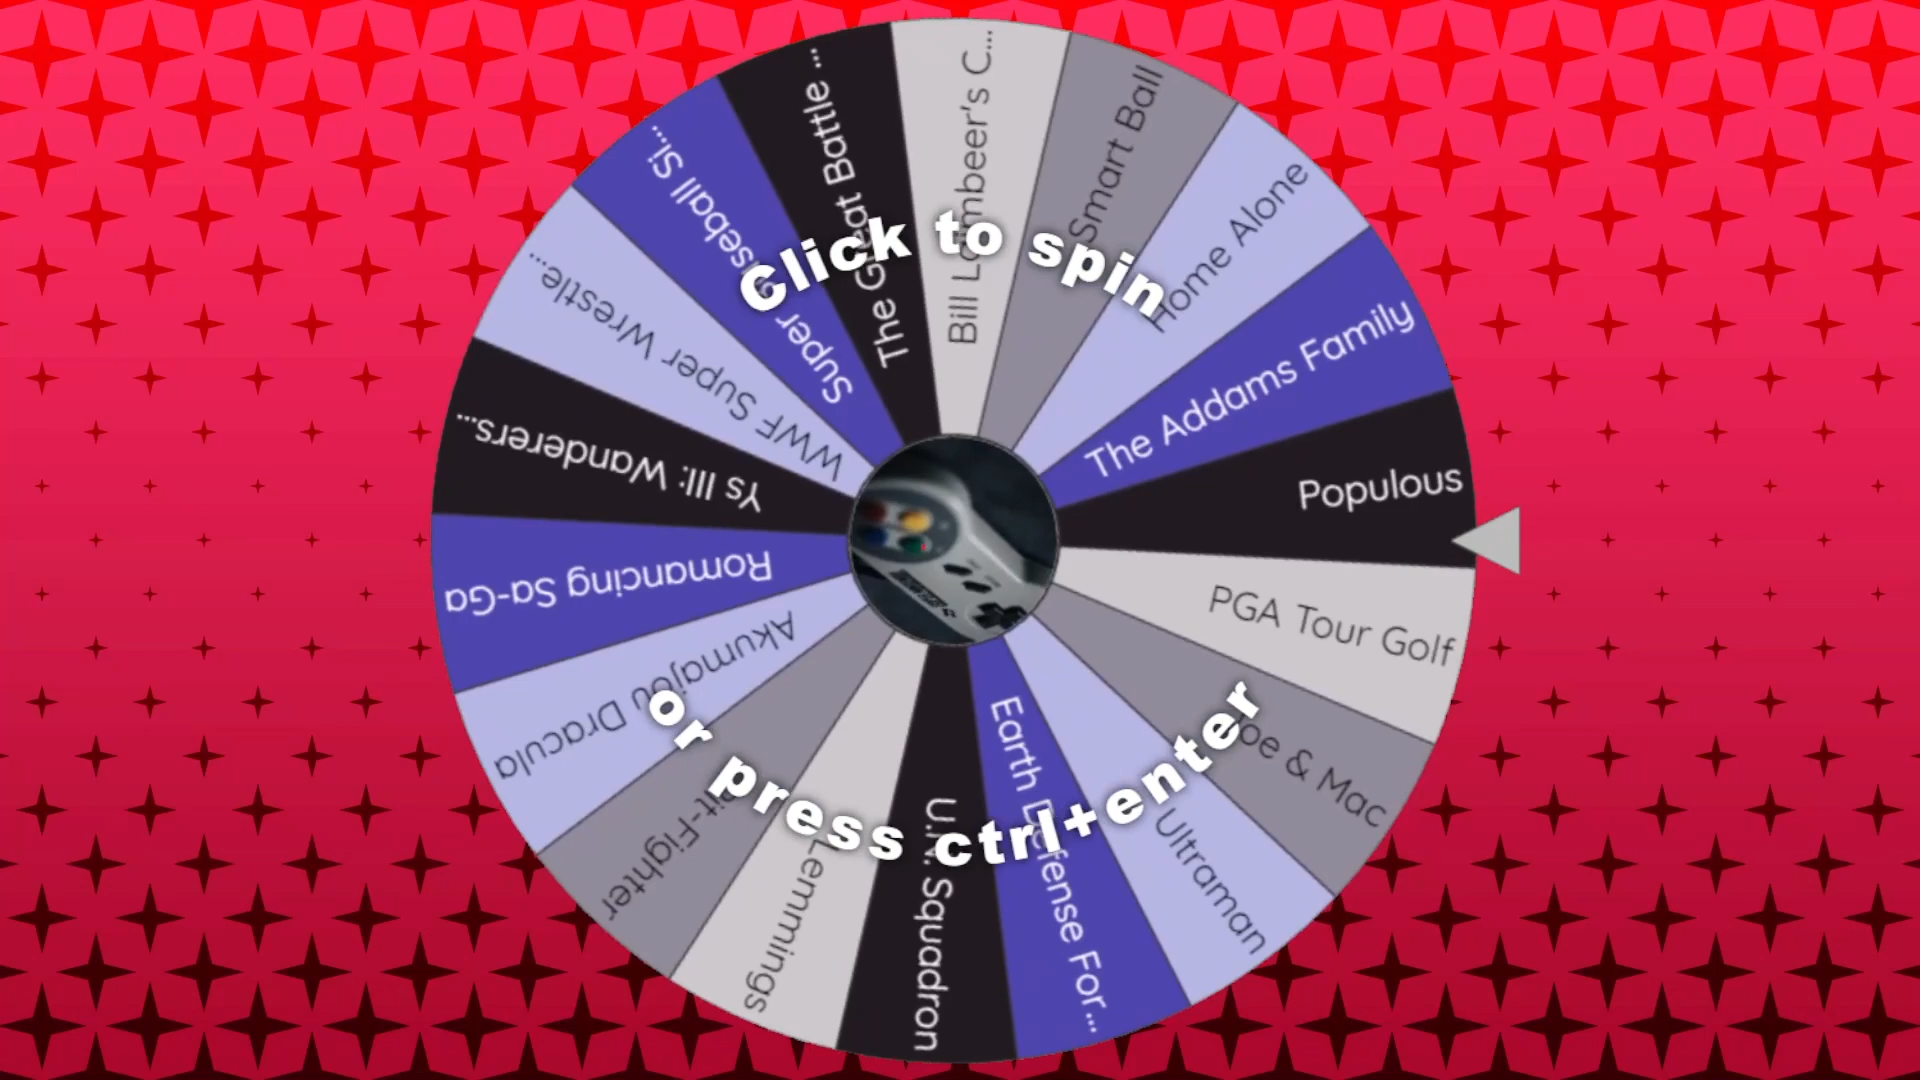 Click to spin
or press ctrl+enter
Populous
The Addams Family
Home Alone
Smart Ball
Bill Laimbeer's C...
The Great Battle ...
Super Baseball Si...
WWF Super Wrestle...
Ys III: Wanderers...
Romancing Sa-Ga
Akumajou Dracula
Pit-Fighter
Lemmings
U.N. Squadron
Earth Defense For...
Ultraman
Joe & Mac
PGA Tour Golf